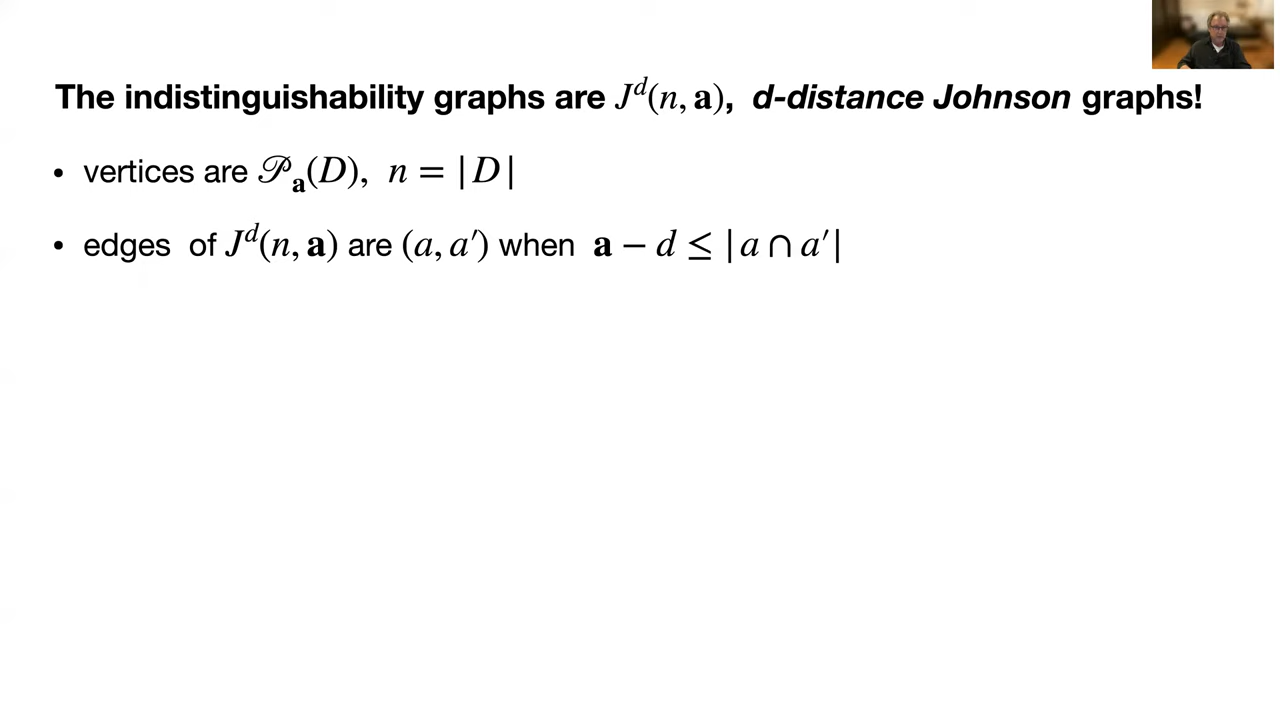 The indistinguishability graphs are J^d(n, 𝐚), d-distance Johnson graphs!
• vertices are 𝒫_𝐚(D), n = |D|
• edges of J^d(n, 𝐚) are (a, a′) when 𝐚 − d ≤ |a ∩ a′|